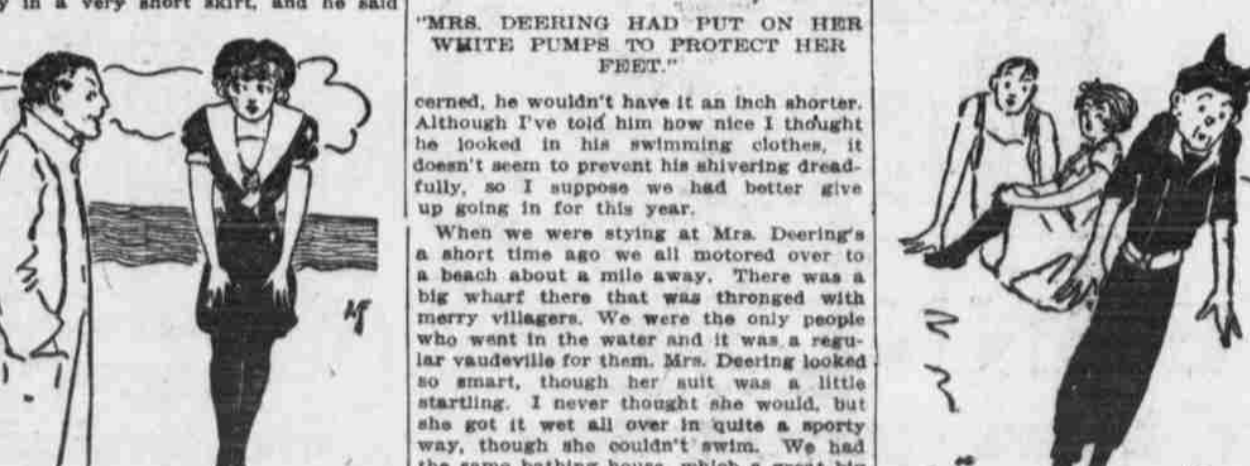 in a very short skirt, and he said
"MRS. DEERING HAD PUT ON HER
WHITE PUMPS TO PROTECT HER
FEET."
cerned, he wouldn't have it an inch shorter.
Although I've told him how nice I thought
he looked in his swimming clothes, it
doesn't seem to prevent his shivering dread-
fully, so I suppose we had better give
up going in for this year.
When we were stying at Mrs. Deering's
a short time ago we all motored over to
a beach about a mile away. There was a
big wharf there that was thronged with
merry villagers. We were the only people
who went in the water and it was a regu-
lar vaudeville for them. Mrs. Deering looked
so smart, though her suit was a little
startling. I never thought she would, but
she got it wet all over in quite a sporty
way, though she couldn't swim. We had
the same bathing house, which a great big